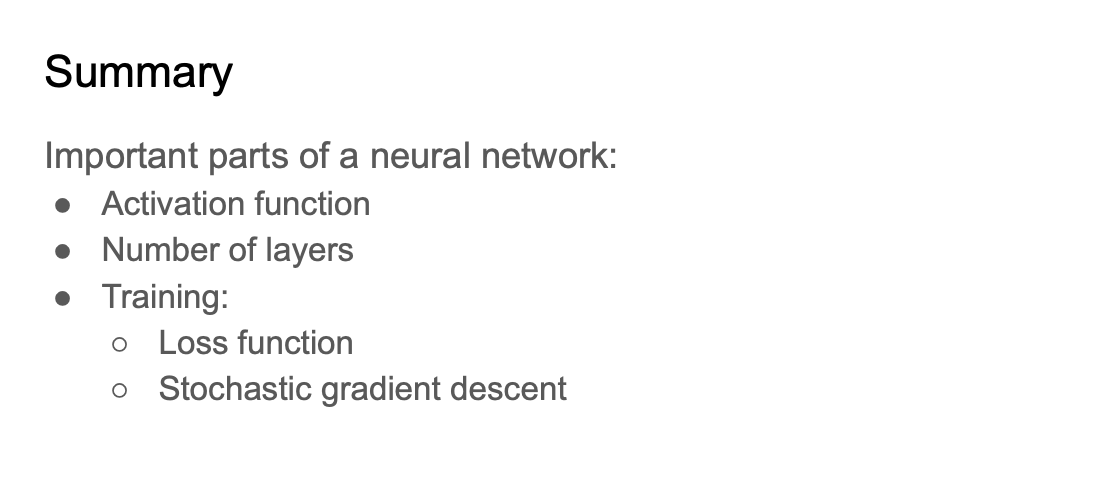 Summary
Important parts of a neural network:
● Activation function
● Number of layers
● Training:
○ Loss function
○ Stochastic gradient descent